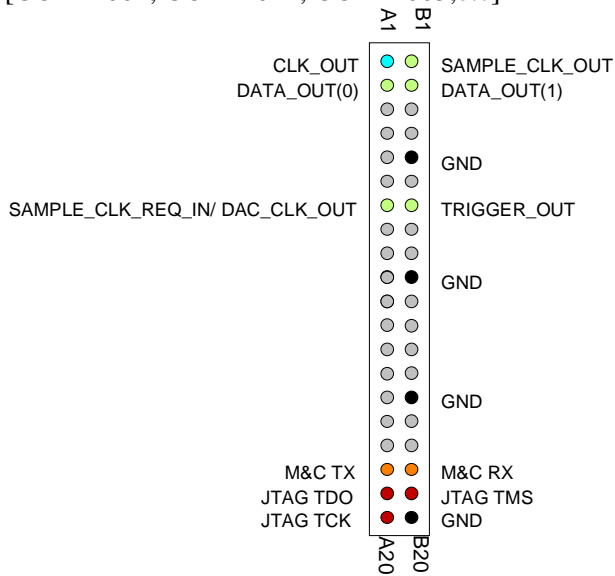 A1 B1
CLK_OUT SAMPLE_CLK_OUT
DATA_OUT(0) DATA_OUT(1)
GND
SAMPLE_CLK_REQ_IN/ DAC_CLK_OUT TRIGGER_OUT
GND
GND
M&C TX M&C RX
JTAG TDO JTAG TMS
JTAG TCK GND
A20 B20